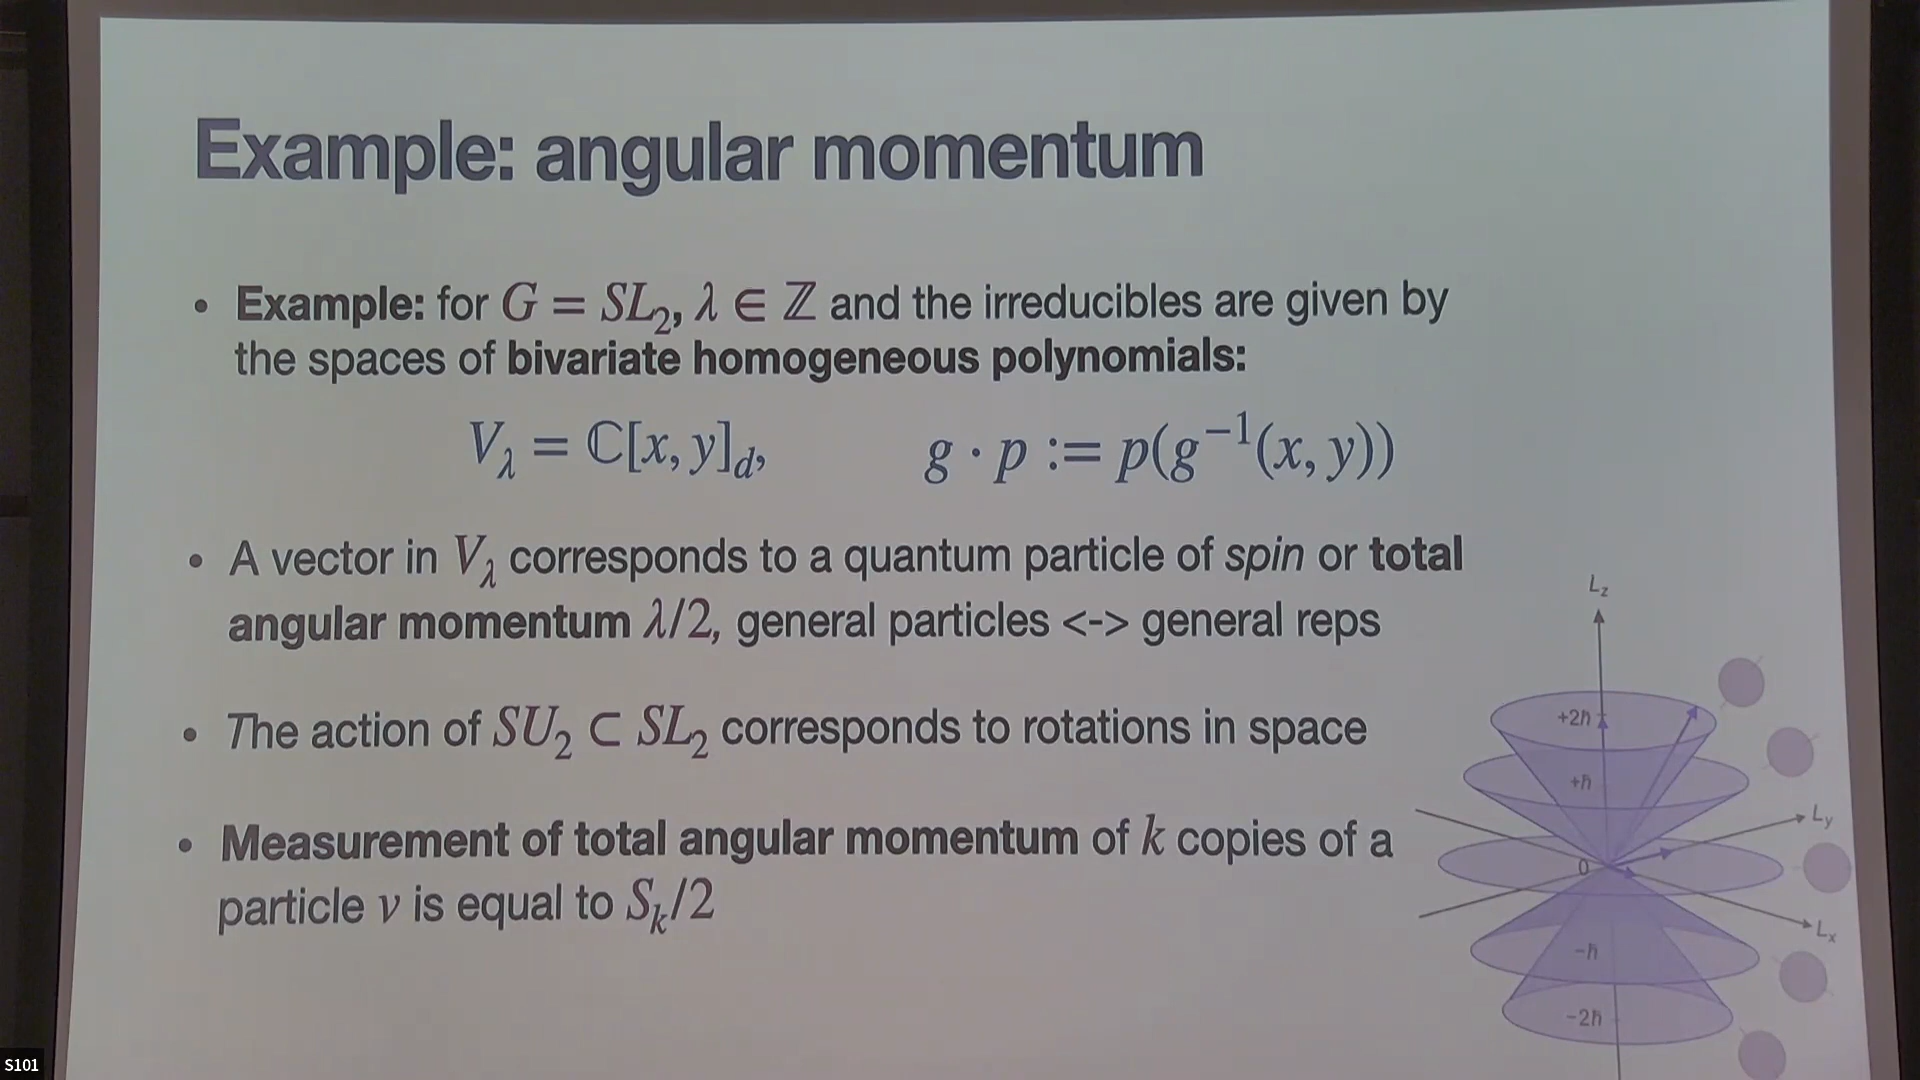 Example: angular momentum
• Example: for G = SL₂, λ ∈ ℤ and the irreducibles are given by
the spaces of bivariate homogeneous polynomials:
V_λ = ℂ[x, y]_d, g · p := p(g⁻¹(x, y))
• A vector in V_λ corresponds to a quantum particle of spin or total
angular momentum λ/2, general particles <-> general reps
• The action of SU₂ ⊂ SL₂ corresponds to rotations in space
• Measurement of total angular momentum of k copies of a
particle v is equal to S_k/2
L_z
+2ħ
+ħ
L_y
0
L_x
−ħ
−2ħ
S101